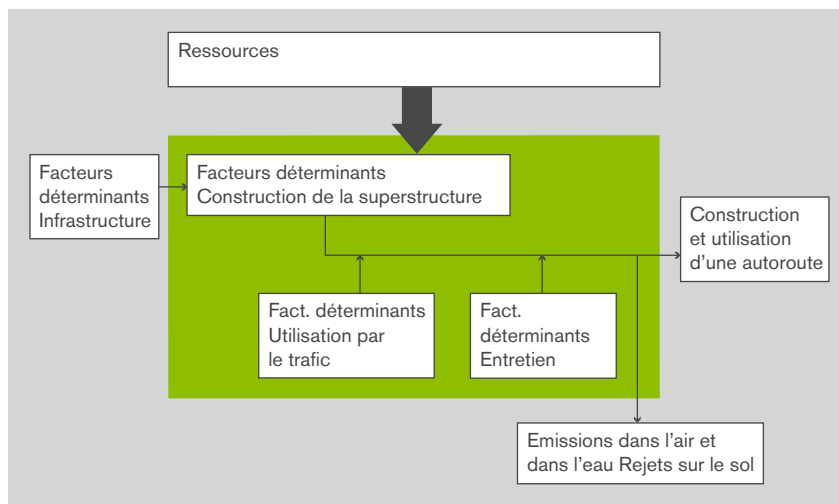 Ressources
Facteurs
déterminants
Infrastructure
Facteurs déterminants
Construction de la superstructure
Construction
et utilisation
d’une autoroute
Fact. déterminants
Utilisation par
le trafic
Fact.
déterminants
Entretien
Emissions dans l’air et
dans l’eau Rejets sur le sol